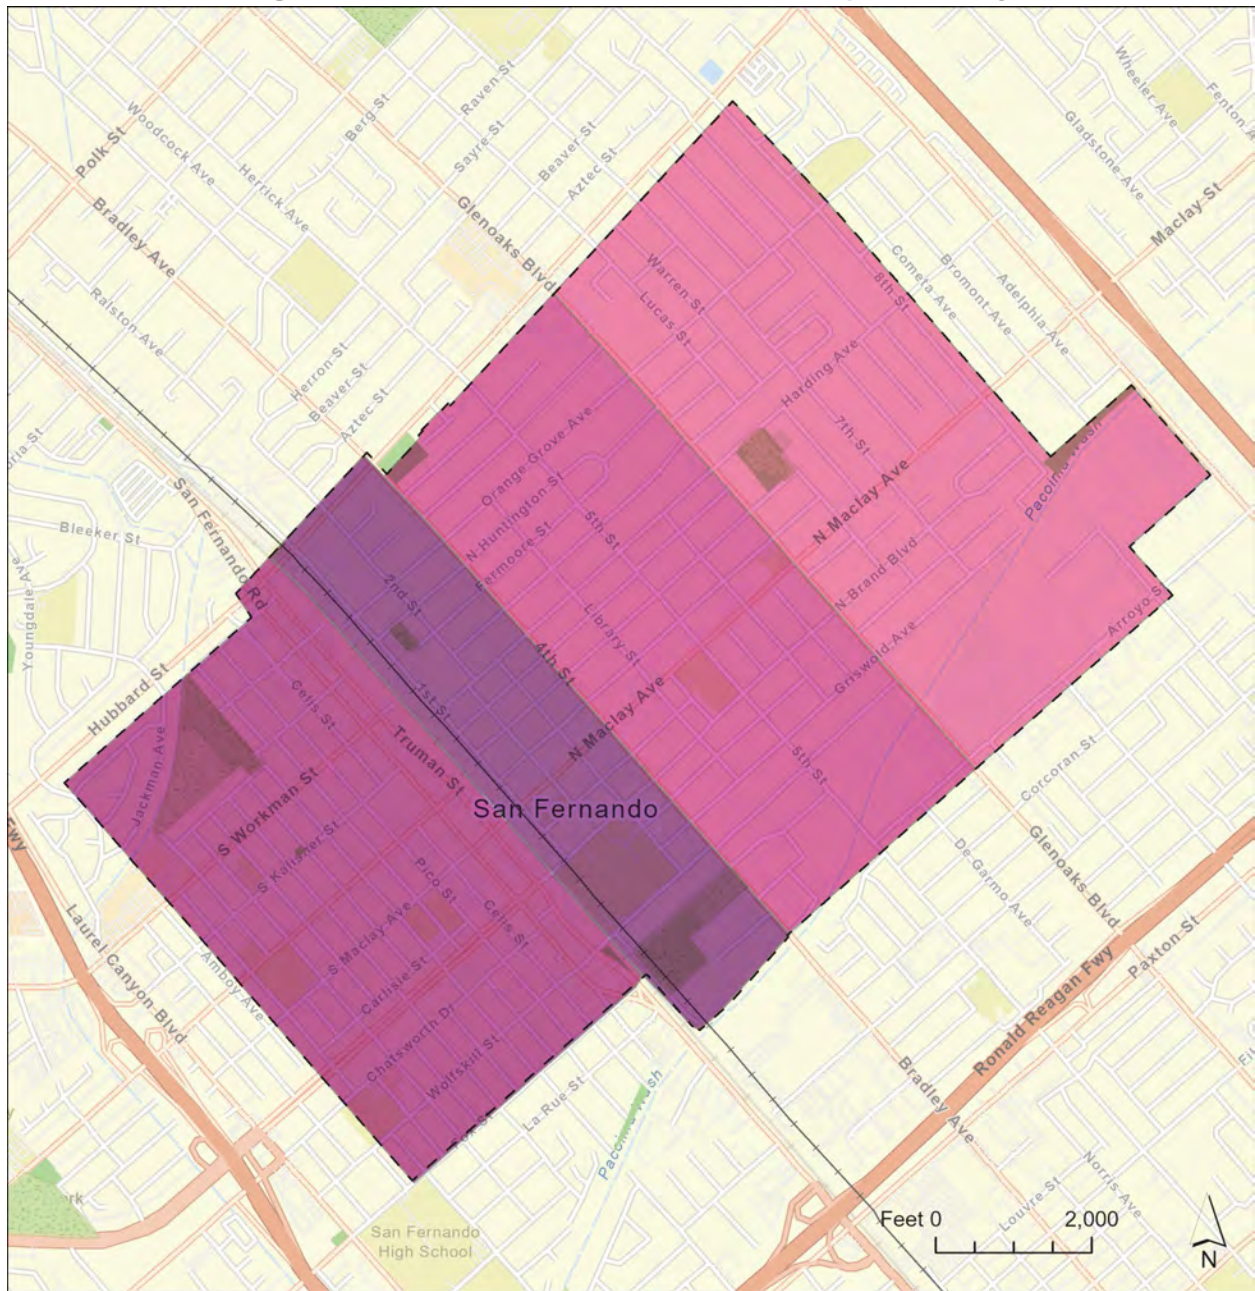 Wheeler Ave
Fenton
Gladstone Ave
Maclay St
Raven St
Berg St
Woodcock Ave
Sayre St
Beaver St
Aztec St
Polk St
Herrick Ave
Bradley Ave
Glenoaks Blvd
Ralston Ave
Warren St
Lucas St
8th St
Cometa Ave
Bromont Ave
Adelphia Ave
Herron St
Beaver St
Aztec St
Harding Ave
7th St
Orange Grove Ave
N Huntington St
Fermoore St
5th St
N Maclay Ave
Pacoima Wash
San Fernando Rd
Bleeker St
Youngdale Ave
2nd St
Library St
N Brand Blvd
Griswold Ave
Arroyo S
4th St
1st St
N Maclay Ave
Hubbard St
Celis St
Truman St
5th St
Corcoran St
Jackman Ave
S Workman St
San Fernando
Fwy
S Kalisher St
Pico St
Celis St
De Garmo Ave
Glenoaks Blvd
Laurel Canyon Blvd
S Maclay Ave
Amboy Ave
Carlisle St
Chatsworth Dr
Wolfskill St
La Rue St
Pacoima Wash
Paxton St
Ronald Reagan Fwy
Bradley Ave
Norris Ave
Louvre St
San Fernando
High School
Feet 0 2,000
N